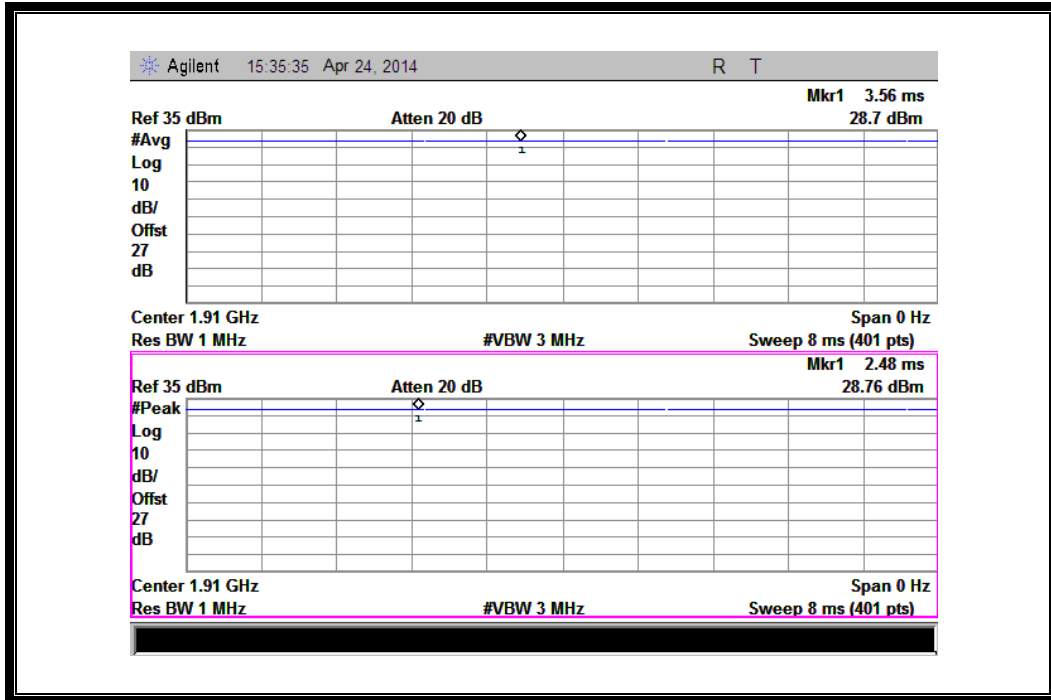 Agilent 15:35:35 Apr 24, 2014 R T
Mkr1 3.56 ms
Ref 35 dBm Atten 20 dB 28.7 dBm
#Avg
1
Log
10
dB/
Offst
27
dB
Center 1.91 GHz Span 0 Hz
Res BW 1 MHz #VBW 3 MHz Sweep 8 ms (401 pts)
Mkr1 2.48 ms
Ref 35 dBm Atten 20 dB 28.76 dBm
#Peak
1
Log
10
dB/
Offst
27
dB
Center 1.91 GHz Span 0 Hz
Res BW 1 MHz #VBW 3 MHz Sweep 8 ms (401 pts)